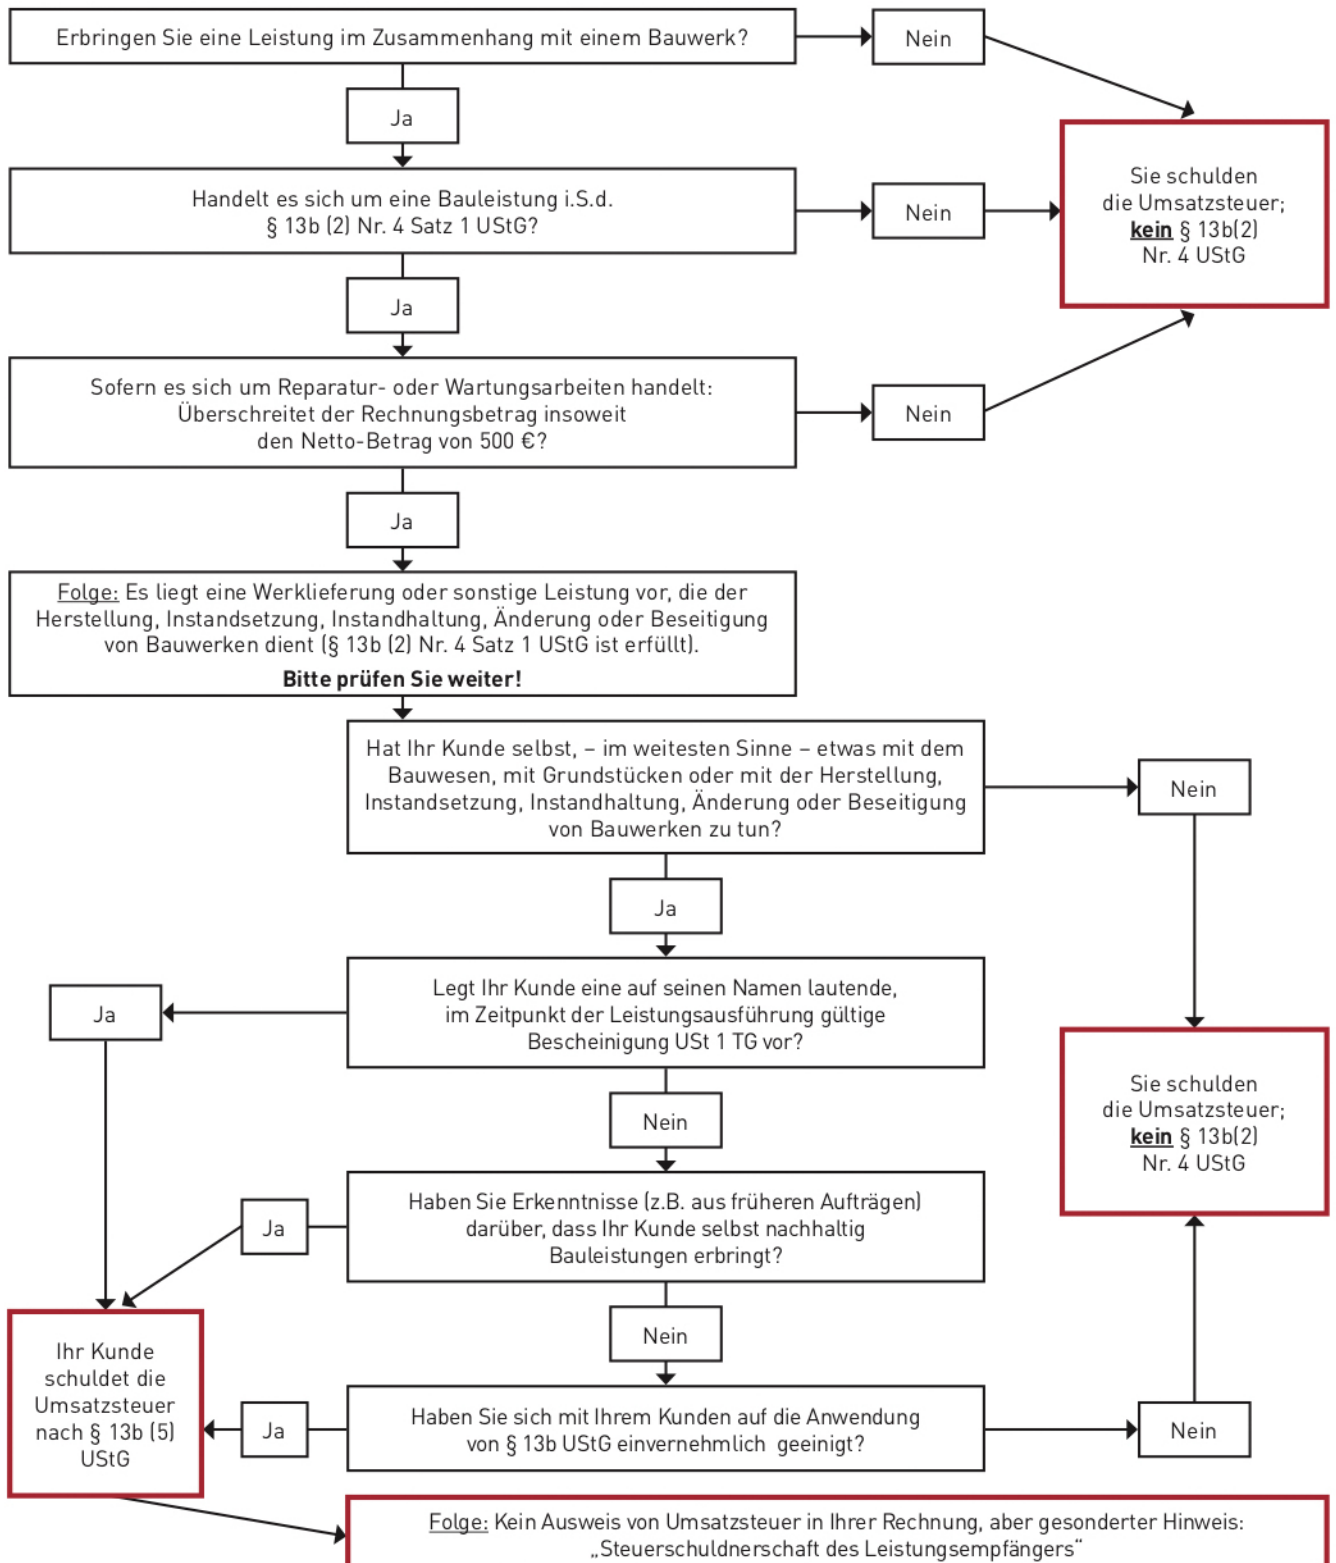 Erbringen Sie eine Leistung im Zusammenhang mit einem Bauwerk?
Nein
Ja
Handelt es sich um eine Bauleistung i.S.d.
§ 13b (2) Nr. 4 Satz 1 UStG?
Nein
Sie schulden
die Umsatzsteuer;
kein § 13b(2)
Nr. 4 UStG
Ja
Sofern es sich um Reparatur- oder Wartungsarbeiten handelt:
Überschreitet der Rechnungsbetrag insoweit
den Netto-Betrag von 500 €?
Nein
Ja
Folge: Es liegt eine Werklieferung oder sonstige Leistung vor, die der
Herstellung, Instandsetzung, Instandhaltung, Änderung oder Beseitigung
von Bauwerken dient (§ 13b (2) Nr. 4 Satz 1 UStG ist erfüllt).
Bitte prüfen Sie weiter!
Hat Ihr Kunde selbst, – im weitesten Sinne – etwas mit dem
Bauwesen, mit Grundstücken oder mit der Herstellung,
Instandsetzung, Instandhaltung, Änderung oder Beseitigung
von Bauwerken zu tun?
Nein
Ja
Legt Ihr Kunde eine auf seinen Namen lautende,
im Zeitpunkt der Leistungsausführung gültige
Bescheinigung USt 1 TG vor?
Ja
Nein
Sie schulden
die Umsatzsteuer;
kein § 13b(2)
Nr. 4 UStG
Haben Sie Erkenntnisse (z.B. aus früheren Aufträgen)
darüber, dass Ihr Kunde selbst nachhaltig
Bauleistungen erbringt?
Ja
Nein
Ihr Kunde
schuldet die
Umsatzsteuer
nach § 13b (5)
UStG
Ja
Haben Sie sich mit Ihrem Kunden auf die Anwendung
von § 13b UStG einvernehmlich geeinigt?
Nein
Folge: Kein Ausweis von Umsatzsteuer in Ihrer Rechnung, aber gesonderter Hinweis:
„Steuerschuldnerschaft des Leistungsempfängers“